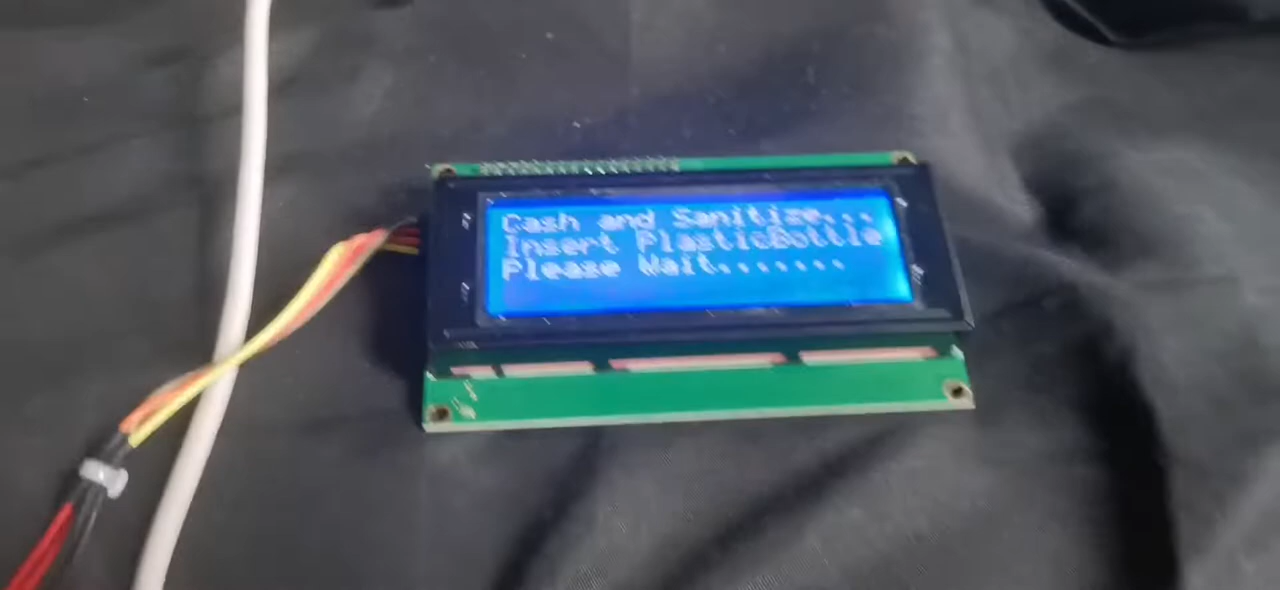 Cash and Sanitize...
Insert PlasticBottle
Please Wait........